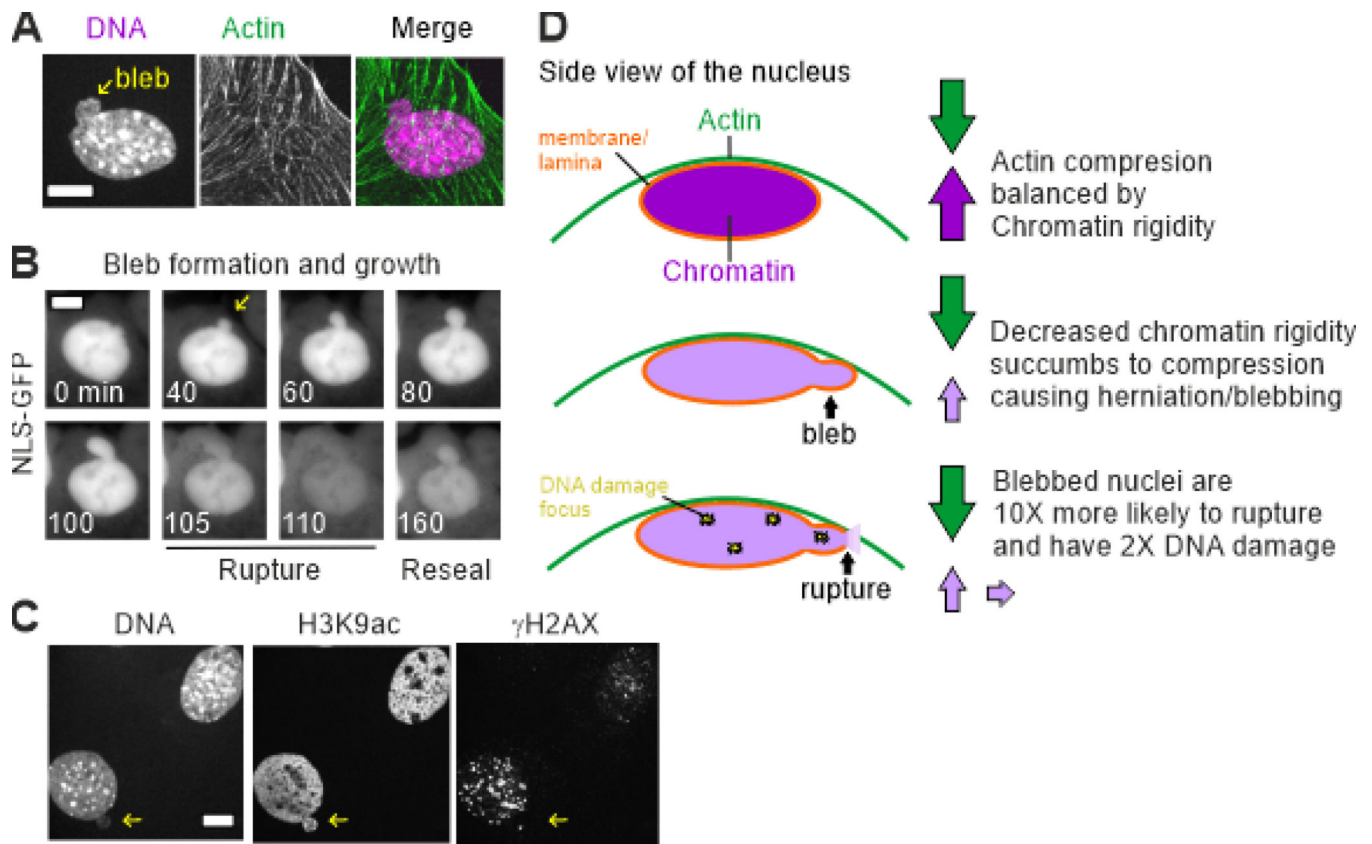 A
DNA
Actin
Merge
bleb
B
Bleb formation and growth
NLS-GFP
0 min
40
60
80
100
105
110
160
Rupture
Reseal
C
DNA
H3K9ac
γH2AX
D
Side view of the nucleus
Actin
membrane/
lamina
Chromatin
Actin compresion
balanced by
Chromatin rigidity
bleb
Decreased chromatin rigidity
succumbs to compression
causing herniation/blebbing
DNA damage
focus
rupture
Blebbed nuclei are
10X more likely to rupture
and have 2X DNA damage